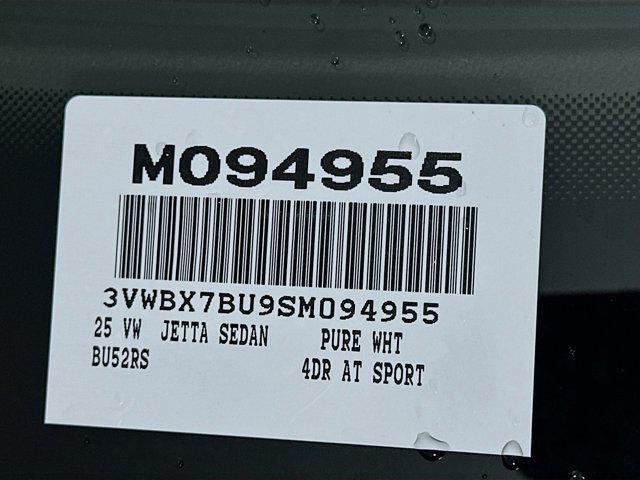 M094955
3VWBX7BU9SM094955
25 VW JETTA SEDAN PURE WHT
BU52RS 4DR AT SPORT